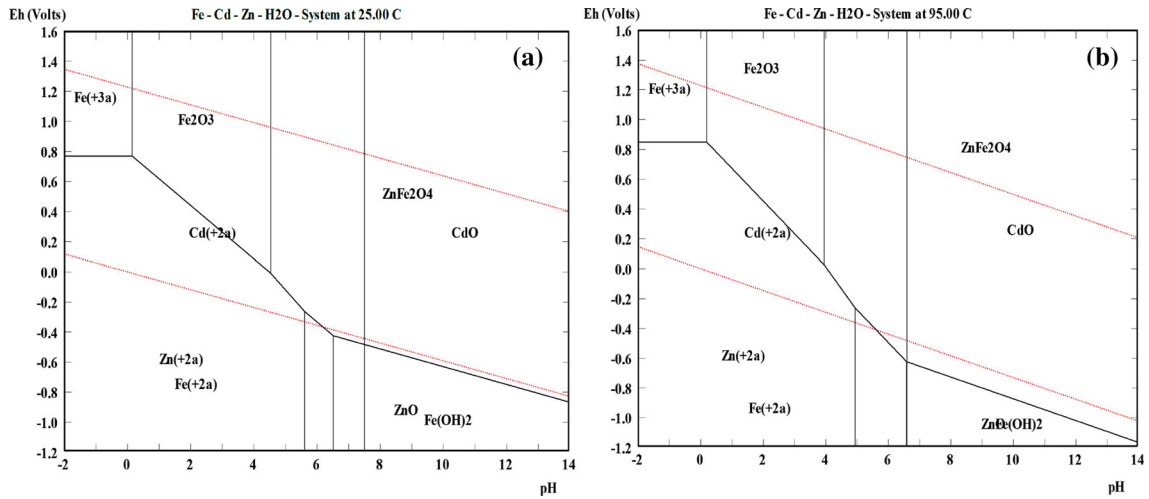 Eh (Volts) Fe - Cd - Zn - H2O - System at 25.00 C
1.6
1.4
1.2
1.0
0.8
0.6
0.4
0.2
0.0
-0.2
-0.4
-0.6
-0.8
-1.0
-1.2
(a)
Fe(+3a)
Fe2O3
ZnFe2O4
Cd(+2a)
CdO
Zn(+2a)
Fe(+2a)
ZnO
Fe(OH)2
-2 0 2 4 6 8 10 12 14
pH
Eh (Volts) Fe - Cd - Zn - H2O - System at 95.00 C
1.6
1.4
1.2
1.0
0.8
0.6
0.4
0.2
0.0
-0.2
-0.4
-0.6
-0.8
-1.0
-1.2
(b)
Fe2O3
Fe(+3a)
ZnFe2O4
Cd(+2a)
CdO
Zn(+2a)
Fe(+2a)
-2 0 2 4 6 8 10 12 14
pH